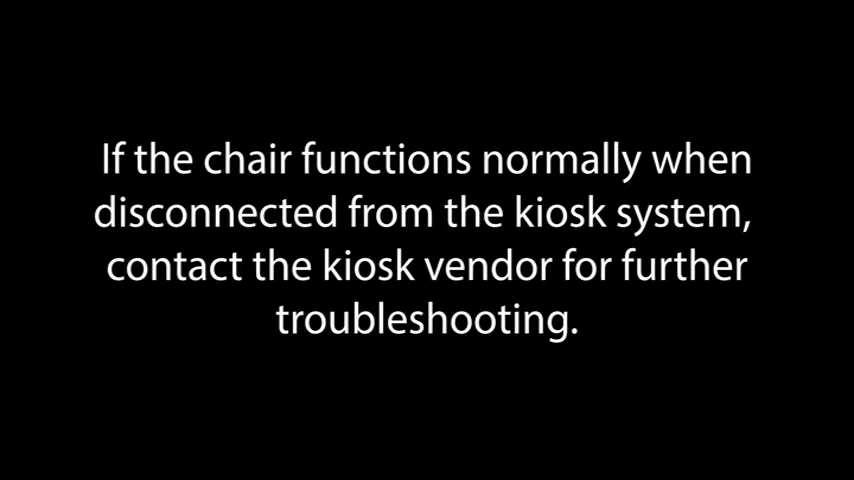 If the chair functions normally when
disconnected from the kiosk system,
contact the kiosk vendor for further
troubleshooting.